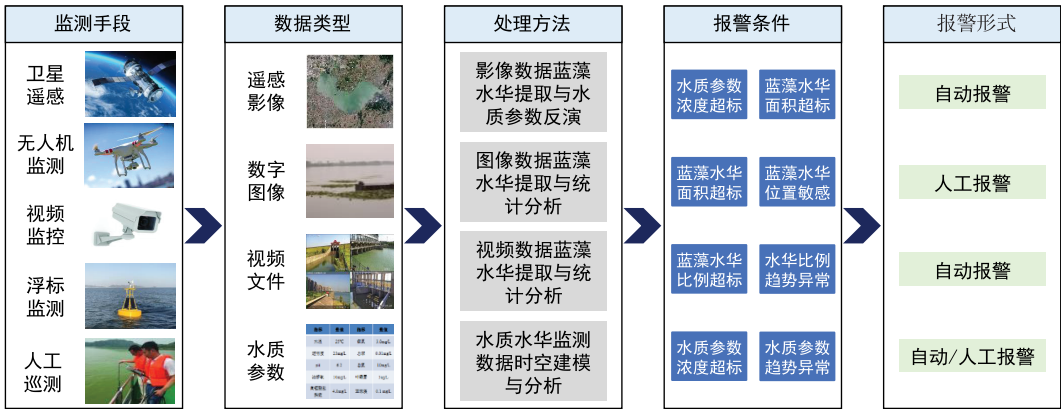 监测手段
卫星
遥感
无人机
监测
视频
监控
浮标
监测
人工
巡测
数据类型
遥感
影像
数字
图像
视频
文件
水质
参数
处理方法
影像数据蓝藻
水华提取与水
质参数反演
图像数据蓝藻
水华提取与统
计分析
视频数据蓝藻
水华提取与统
计分析
水质水华监测
数据时空建模
与分析
报警条件
水质参数
浓度超标
蓝藻水华
面积超标
蓝藻水华
面积超标
蓝藻水华
位置敏感
蓝藻水华
比例超标
水华比例
趋势异常
水质参数
浓度超标
水质参数
趋势异常
报警形式
自动报警
人工报警
自动报警
自动/人工报警